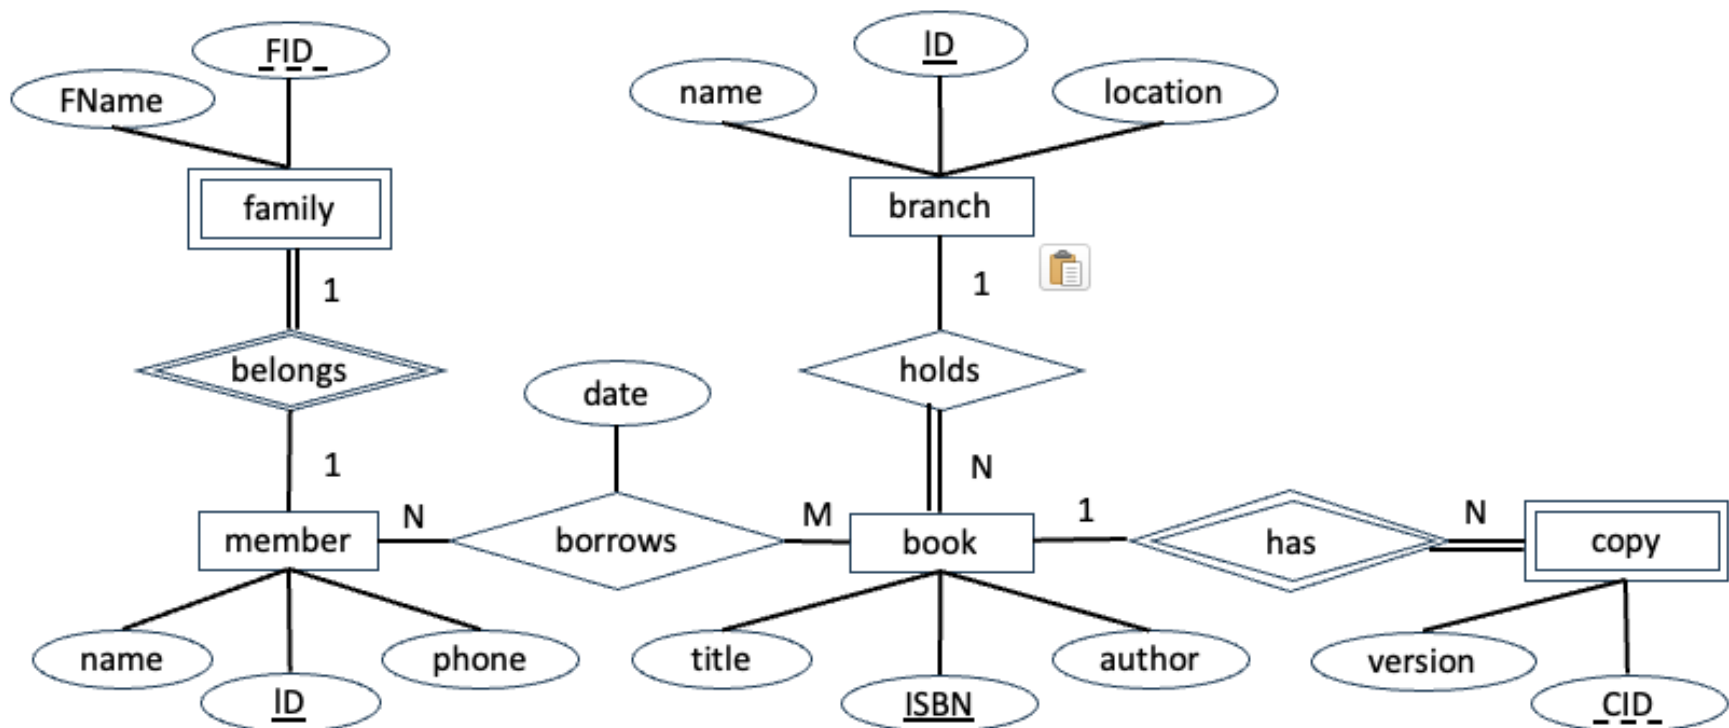 FID
FName
family
1
belongs
1
member
name
ID
phone
N
borrows
date
M
ID
name
location
branch
1
holds
N
book
title
ISBN
author
1
has
N
copy
version
CID